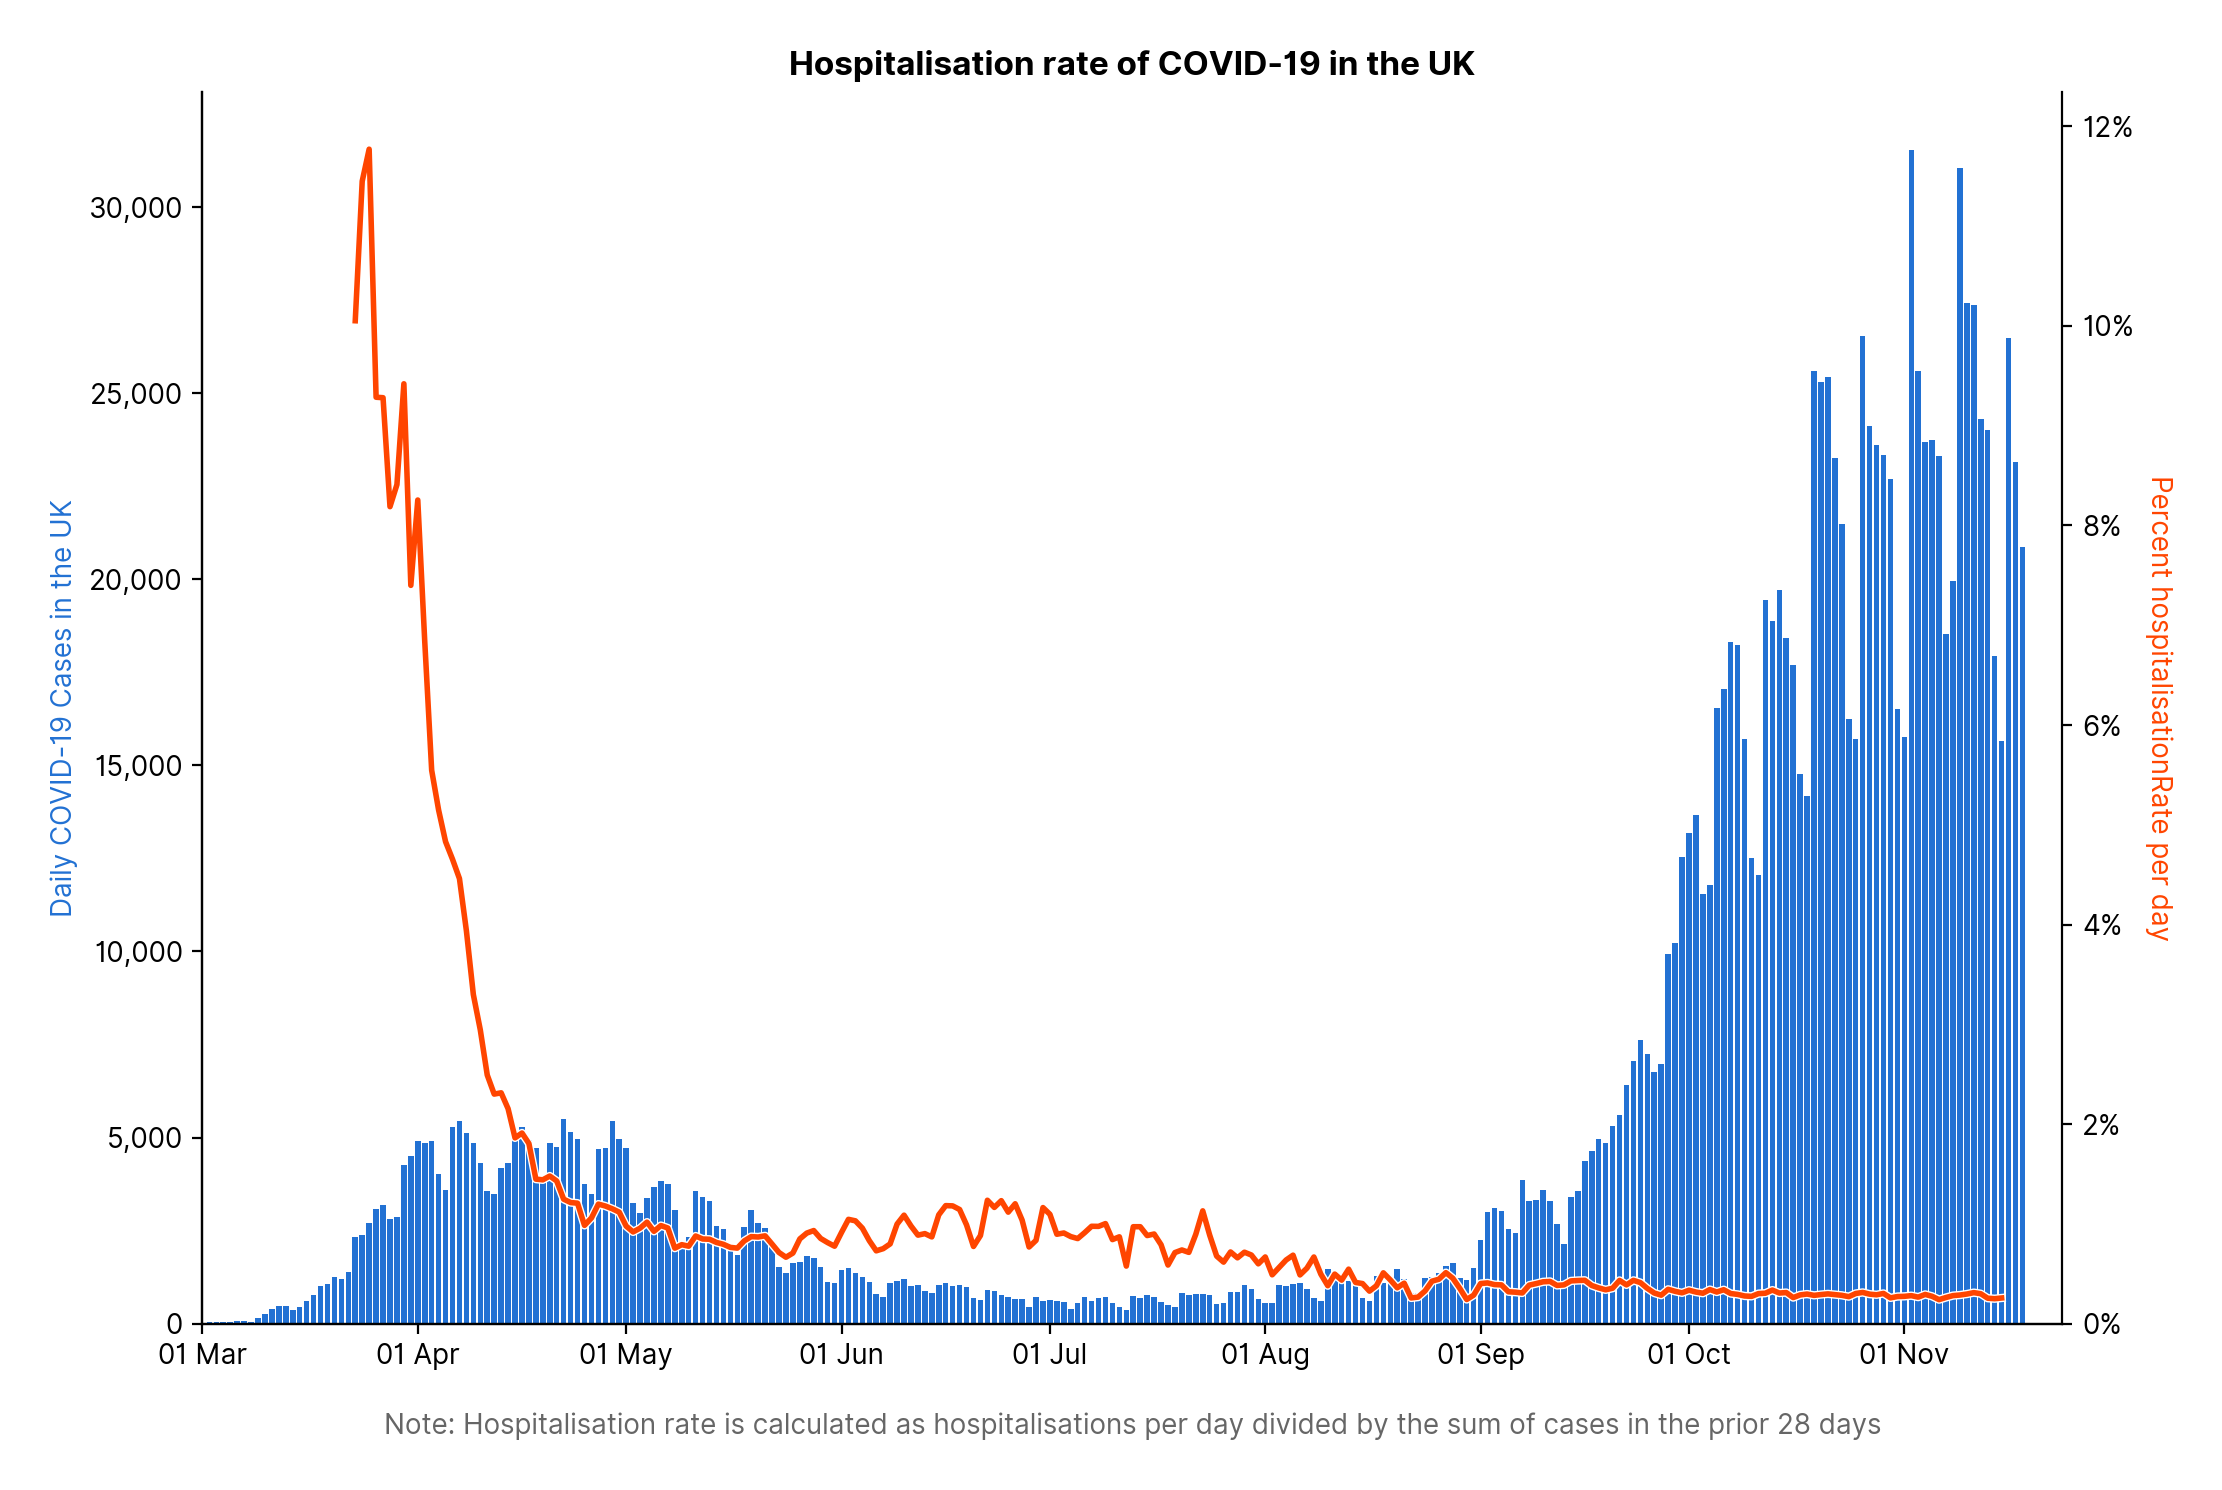 Hospitalisation rate of COVID-19 in the UK
Daily COVID-19 Cases in the UK
30,000
25,000
20,000
15,000
10,000
5,000
0
12%
10%
8%
6%
4%
2%
0%
Percent hospitalisationRate per day
01 Mar
01 Apr
01 May
01 Jun
01 Jul
01 Aug
01 Sep
01 Oct
01 Nov
Note: Hospitalisation rate is calculated as hospitalisations per day divided by the sum of cases in the prior 28 days